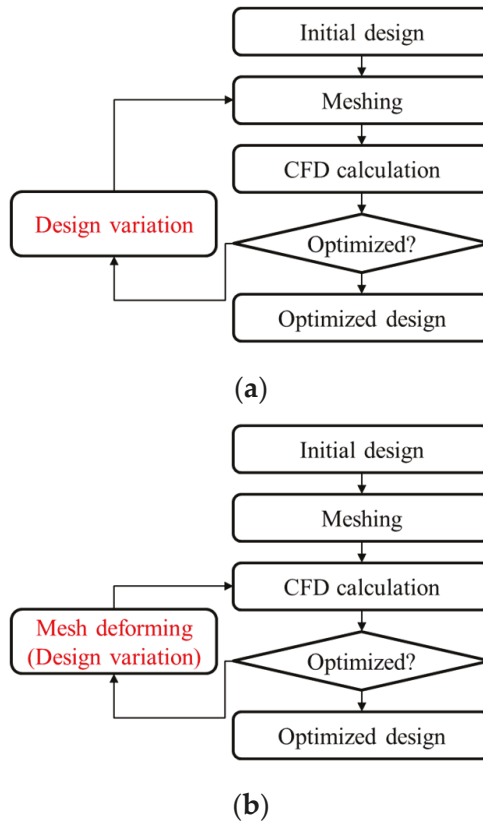 Initial design
Meshing
CFD calculation
Design variation
Optimized?
Optimized design
(a)
Initial design
Meshing
CFD calculation
Mesh deforming
(Design variation)
Optimized?
Optimized design
(b)